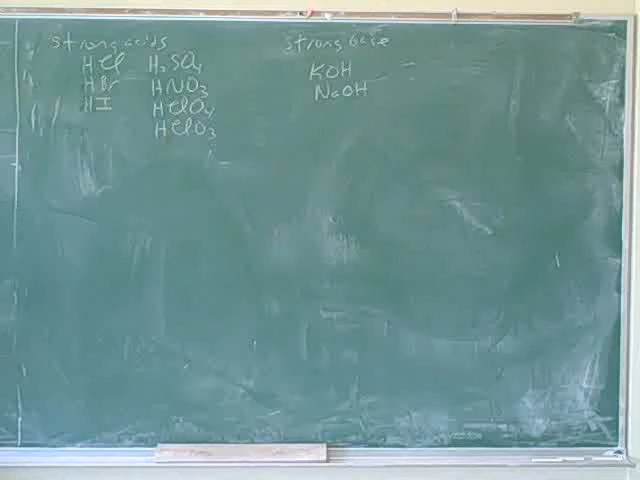 Strong acids
HCl H₂SO₄
HBr HNO₃
HI HClO₄
HClO₃
Strong base
KOH
NaOH